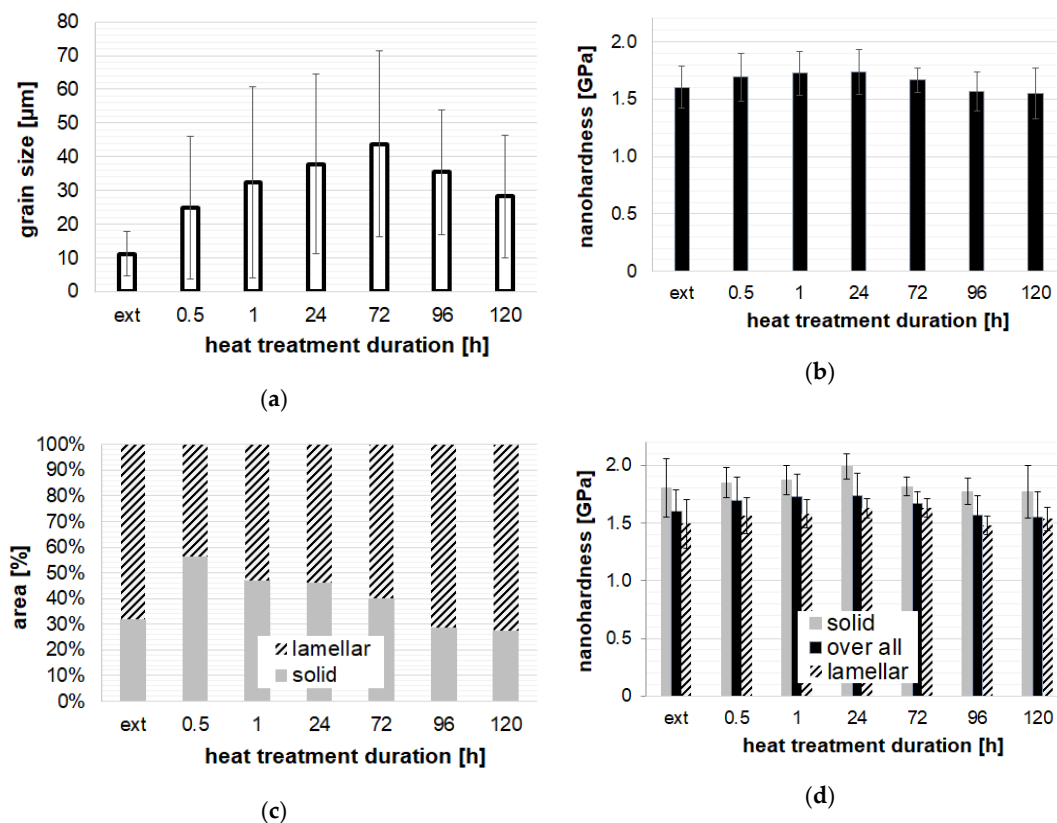 80
70
60
50
40
30
20
10
0
grain size [µm]
ext 0.5 1 24 72 96 120
heat treatment duration [h]
(a)
2.0
1.5
1.0
0.5
0
nanohardness [GPa]
ext 0.5 1 24 72 96 120
heat treatment duration [h]
(b)
100%
90%
80%
70%
60%
50%
40%
30%
20%
10%
0%
area [%]
lamellar
solid
ext 0.5 1 24 72 96 120
heat treatment duration [h]
(c)
2.0
1.5
1.0
0.5
0
nanohardness [GPa]
solid
over all
lamellar
ext 0.5 1 24 72 96 120
heat treatment duration [h]
(d)